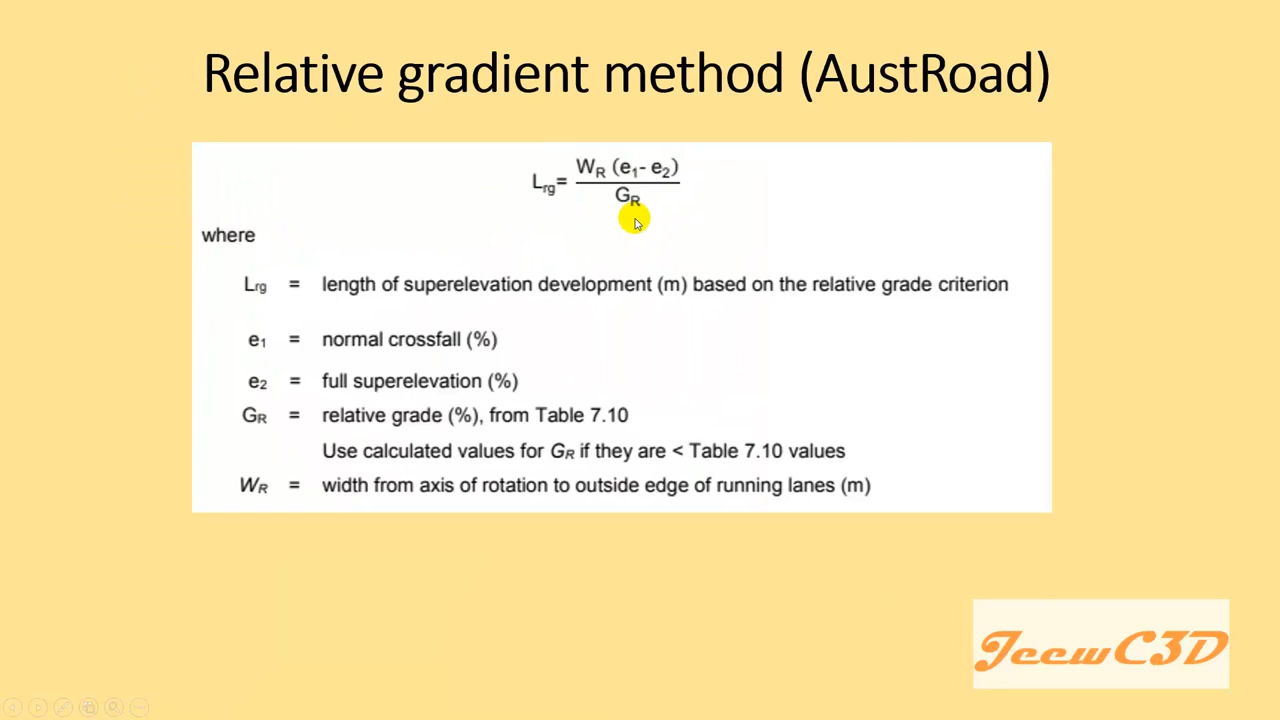 Relative gradient method (AustRoad)
Lrg= WR (e1- e2)
GR
where
Lrg = length of superelevation development (m) based on the relative grade criterion
e1 = normal crossfall (%)
e2 = full superelevation (%)
GR = relative grade (%), from Table 7.10
Use calculated values for GR if they are < Table 7.10 values
WR = width from axis of rotation to outside edge of running lanes (m)
JeewC3D